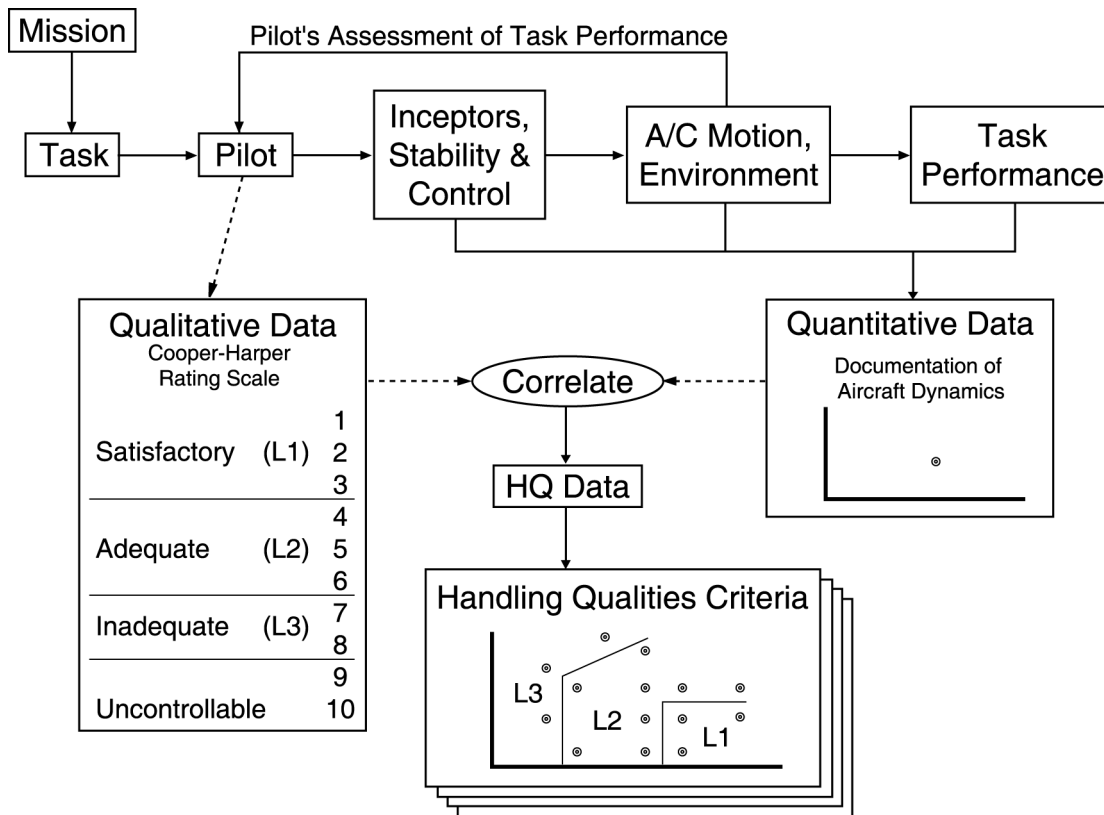 Mission
Pilot's Assessment of Task Performance
Task
Pilot
Inceptors,
Stability &
Control
A/C Motion,
Environment
Task
Performance
Qualitative Data
Cooper-Harper
Rating Scale
1
Satisfactory (L1) 2
3
4
Adequate (L2) 5
6
7
Inadequate (L3)
8
9
Uncontrollable 10
Correlate
HQ Data
Quantitative Data
Documentation of
Aircraft Dynamics
Handling Qualities Criteria
L3
L2
L1